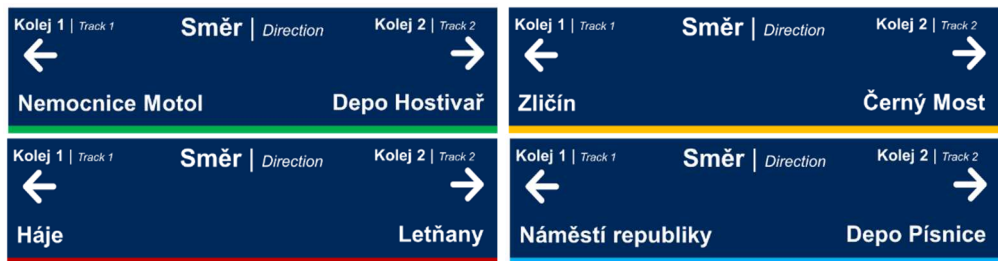 Kolej 1 | Track 1 Směr | Direction Kolej 2 | Track 2
Nemocnice Motol Depo Hostivař
Kolej 1 | Track 1 Směr | Direction Kolej 2 | Track 2
Zličín Černý Most
Kolej 1 | Track 1 Směr | Direction Kolej 2 | Track 2
Háje Letňany
Kolej 1 | Track 1 Směr | Direction Kolej 2 | Track 2
Náměstí republiky Depo Písnice